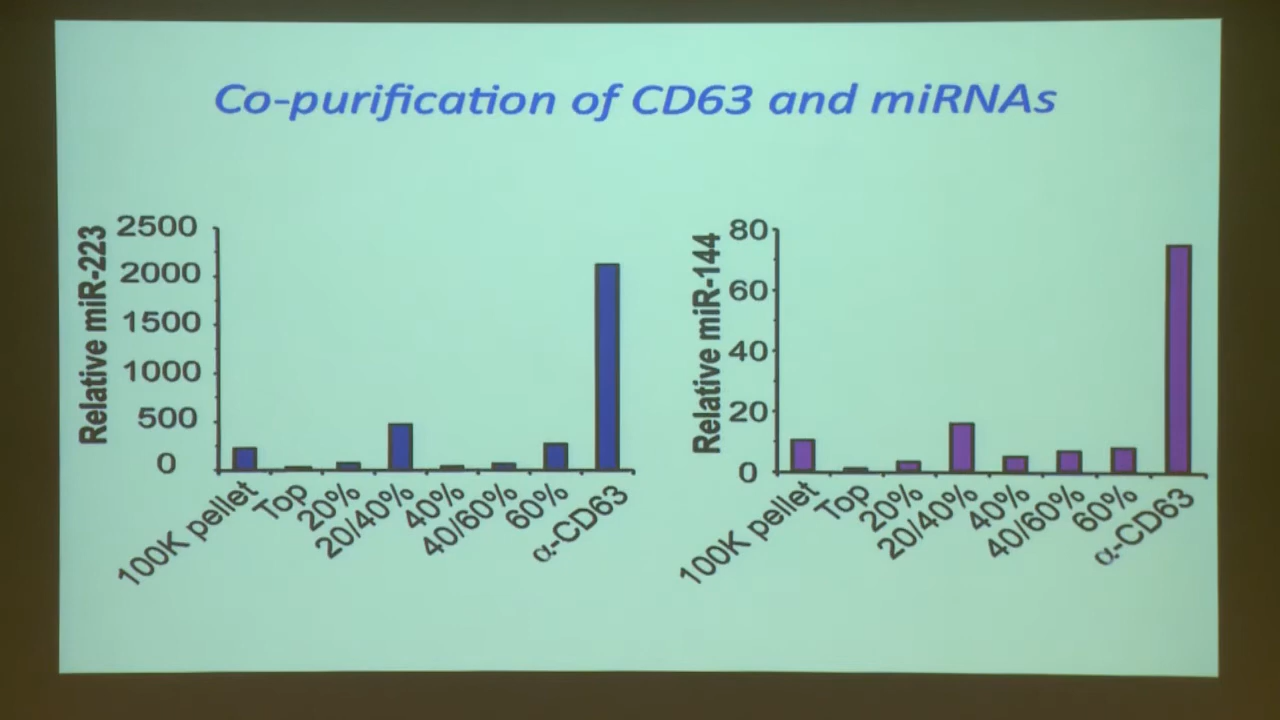 Co-purification of CD63 and miRNAs
Relative miR-223
2500
2000
1500
1000
500
0
100K pellet
Top
20%
20/40%
40%
40/60%
60%
α-CD63
Relative miR-144
80
60
40
20
0
100K pellet
Top
20%
20/40%
40%
40/60%
60%
α-CD63